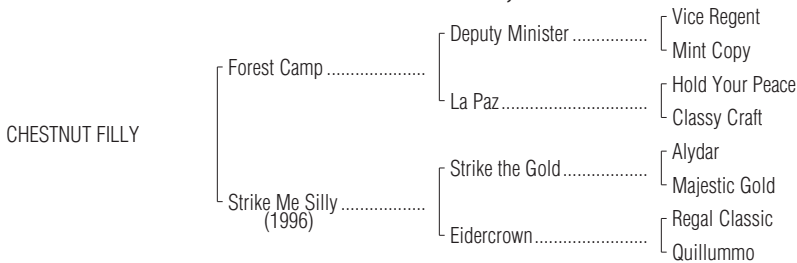 Vice Regent
Deputy Minister ................
Mint Copy
Forest Camp .....................
Hold Your Peace
La Paz...............................
Classy Craft
CHESTNUT FILLY
Alydar
Strike the Gold..................
Majestic Gold
Strike Me Silly ..................
(1996)
Regal Classic
Eidercrown........................
Quillummo